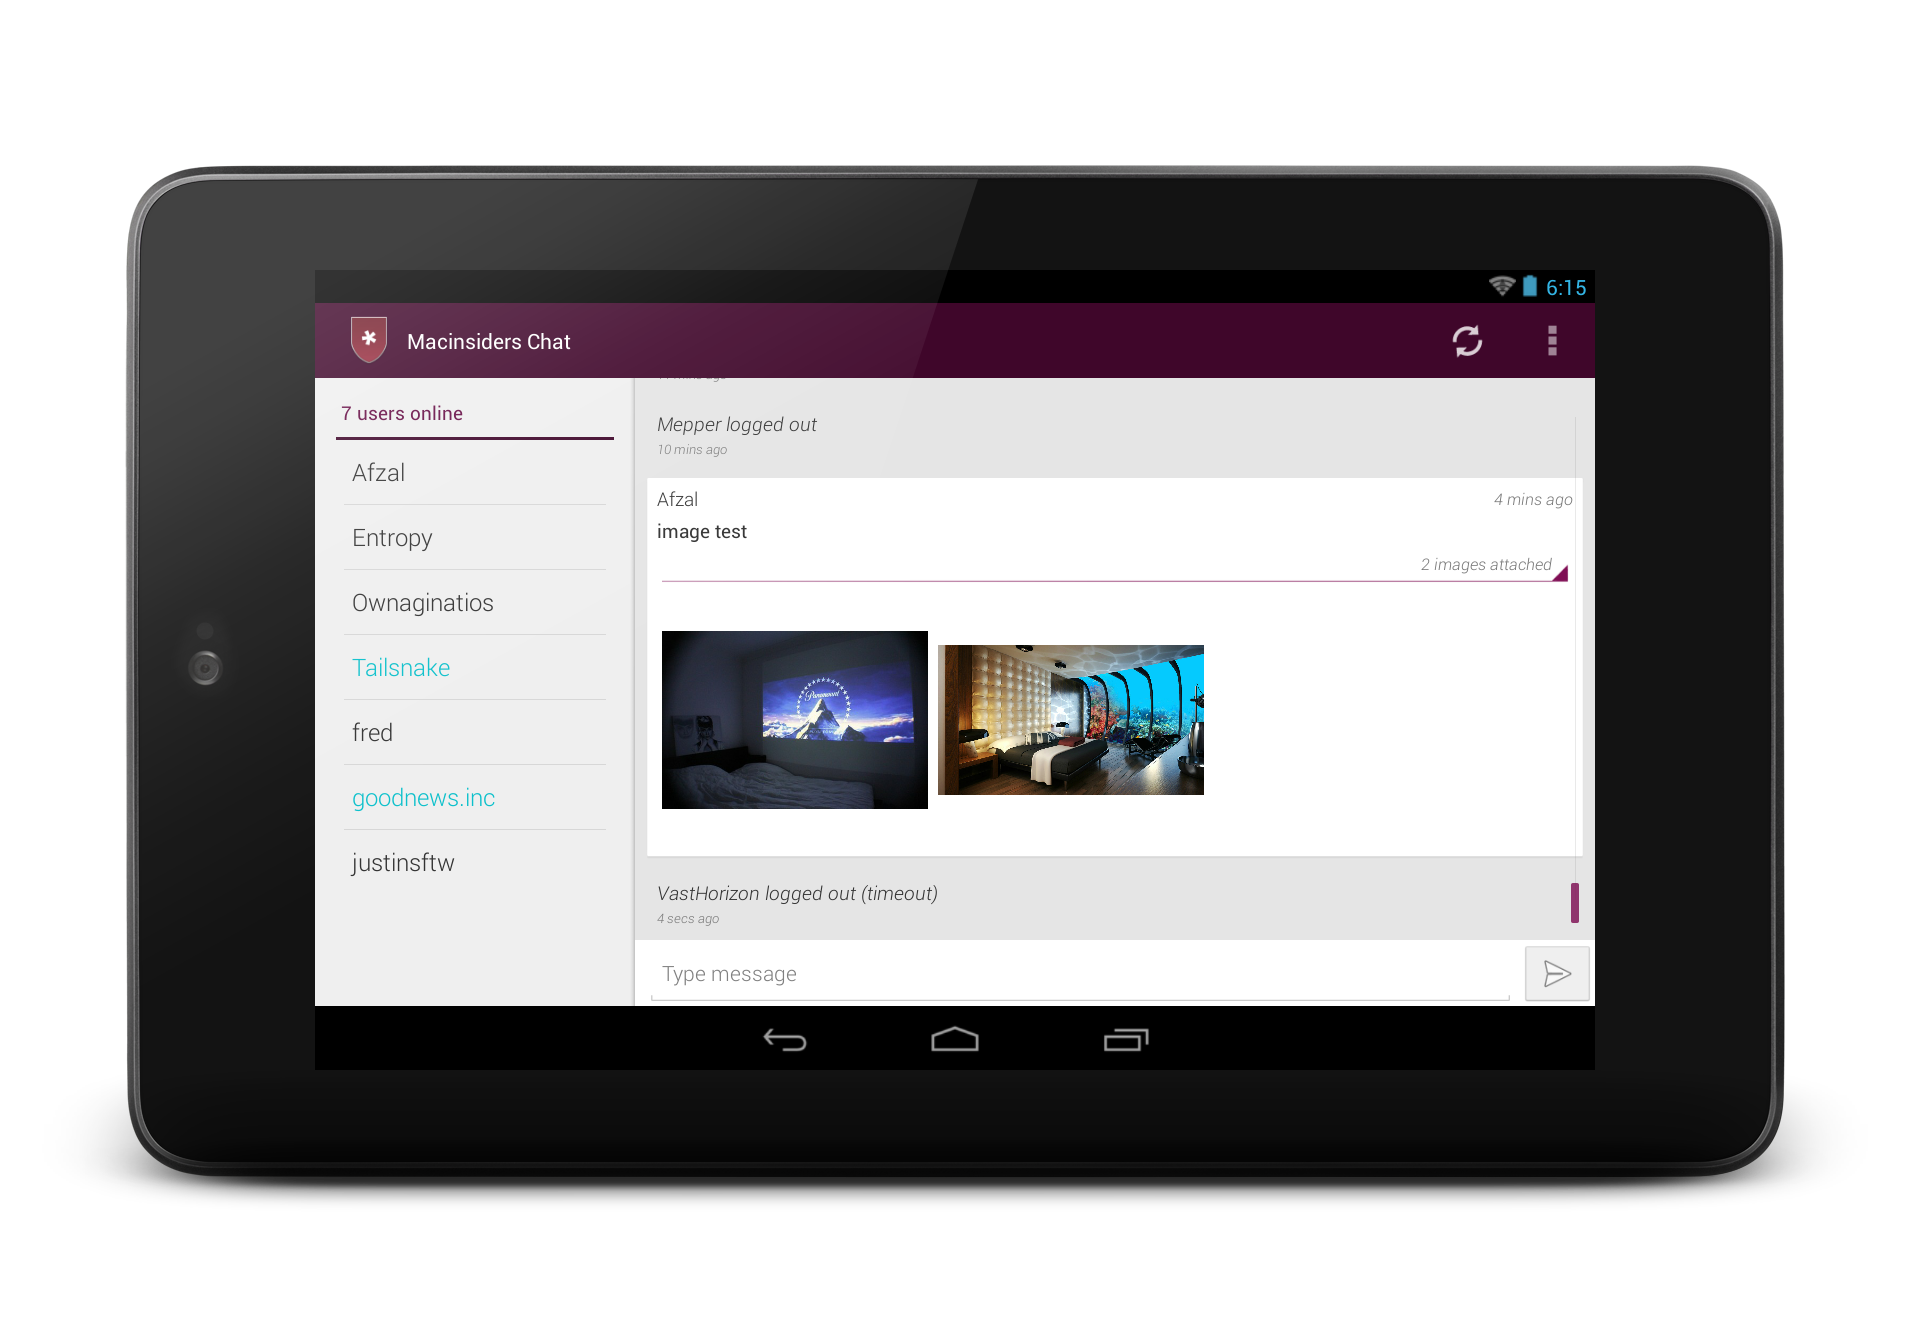 6:15
Macinsiders Chat
7 users online
Afzal
Entropy
Ownaginatios
Tailsnake
fred
goodnews.inc
justinsftw
mins ago
Mepper logged out
10 mins ago
Afzal
4 mins ago
image test
2 images attached
Paramount
VastHorizon logged out (timeout)
4 secs ago
Type message